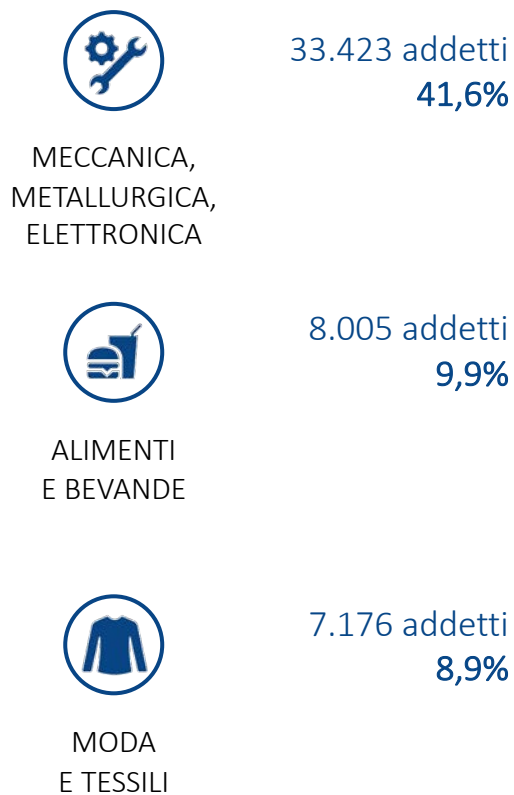 33.423 addetti
41,6%
MECCANICA,
METALLURGICA,
ELETTRONICA
8.005 addetti
9,9%
ALIMENTI
E BEVANDE
7.176 addetti
8,9%
MODA
E TESSILI